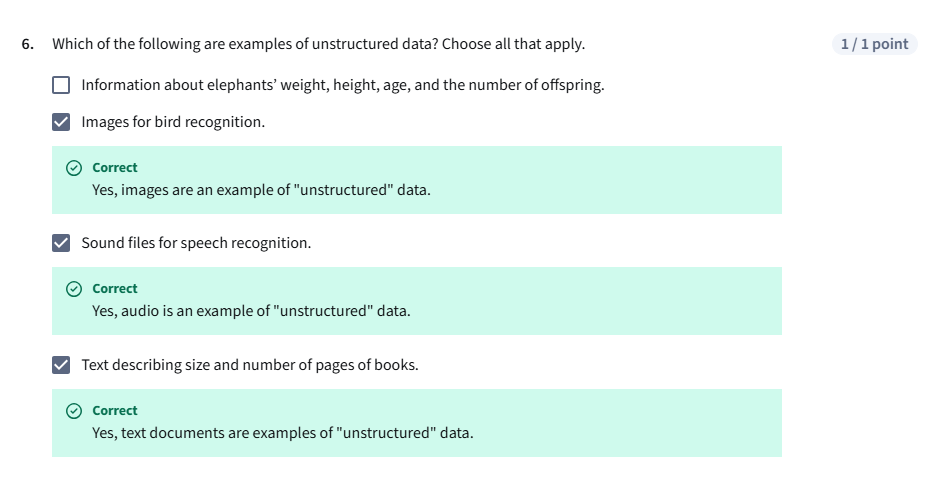 6. Which of the following are examples of unstructured data? Choose all that apply. 1 / 1 point
Information about elephants’ weight, height, age, and the number of offspring.
Images for bird recognition.
Correct
Yes, images are an example of "unstructured" data.
Sound files for speech recognition.
Correct
Yes, audio is an example of "unstructured" data.
Text describing size and number of pages of books.
Correct
Yes, text documents are examples of "unstructured" data.